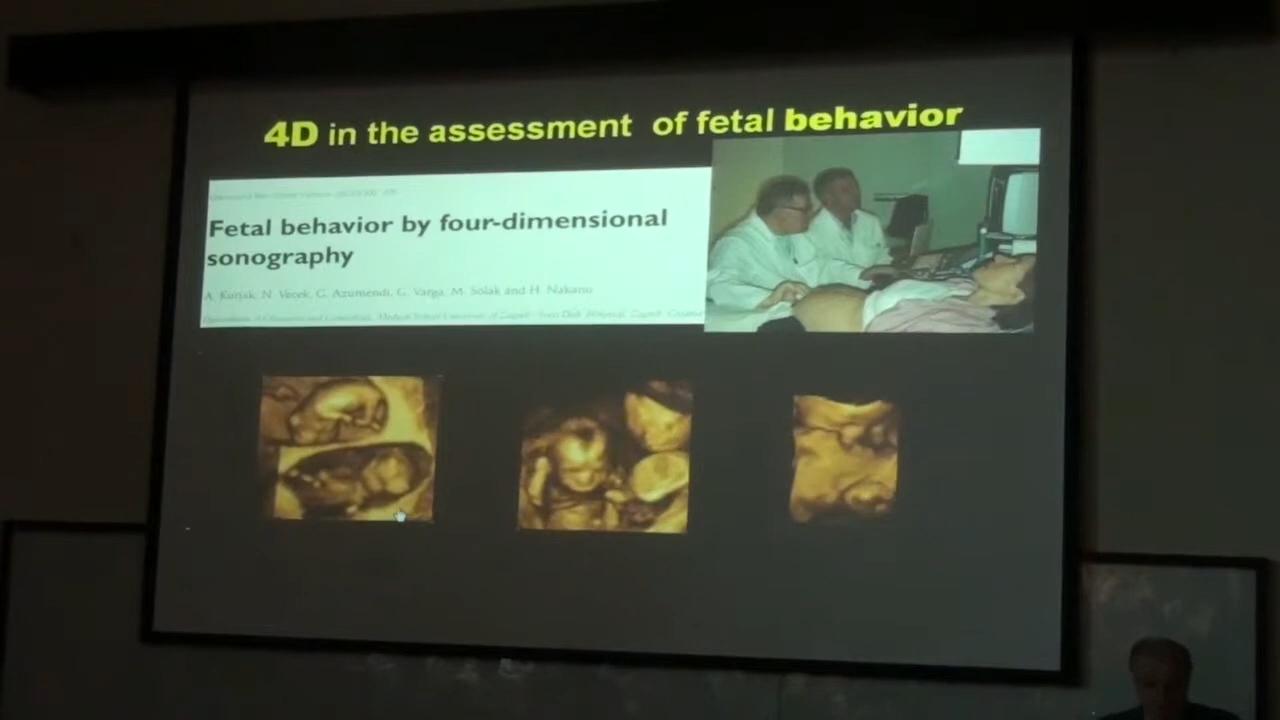 4D in the assessment of fetal behavior
Fetal behavior by four-dimensional
sonography
A. Kurjak, N. Vecek, G. Azumendi, G. Varga, M. Solak and H. Nakano